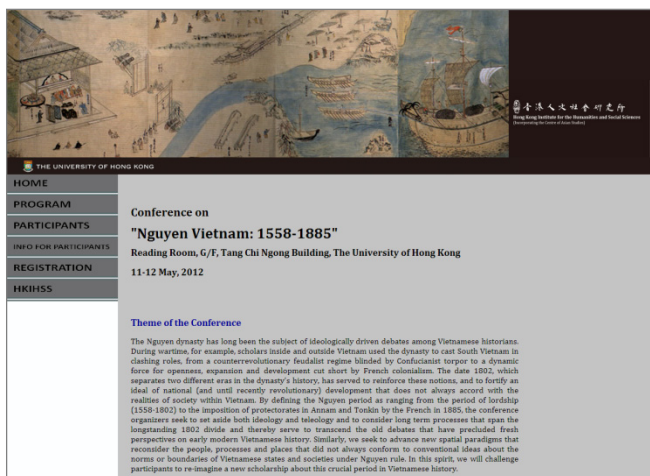 香港人文社會研究所
Hong Kong Institute for the Humanities and Social Sciences
(Incorporating the Centre of Asian Studies)
THE UNIVERSITY OF HONG KONG
HOME
PROGRAM
PARTICIPANTS
INFO FOR PARTICIPANTS
REGISTRATION
HKIHSS
Conference on
"Nguyen Vietnam: 1558-1885"
Reading Room, G/F, Tang Chi Ngong Building, The University of Hong Kong
11-12 May, 2012
Theme of the Conference
The Nguyen dynasty has long been the subject of ideologically driven debates among Vietnamese historians.
During wartime, for example, scholars inside and outside Vietnam used the dynasty to cast South Vietnam in
clashing roles, from a counterrevolutionary feudalist regime blinded by Confucianist torpor to a dynamic
force for openness, expansion and development cut short by French colonialism. The date 1802, which
separates two different eras in the dynasty's history, has served to reinforce these notions, and to fortify an
ideal of national (and until recently revolutionary) development that does not always accord with the
realities of society within Vietnam. By defining the Nguyen period as ranging from the period of lordship
(1558-1802) to the imposition of protectorates in Annam and Tonkin by the French in 1885, the conference
organizers seek to set aside both ideology and teleology and to consider long term processes that span the
longstanding 1802 divide and thereby serve to transcend the old debates that have precluded fresh
perspectives on early modern Vietnamese history. Similarly, we seek to advance new spatial paradigms that
reconsider the people, processes and places that did not always conform to conventional ideas about the
norms or boundaries of Vietnamese states and societies under Nguyen rule. In this spirit, we will challenge
participants to re-imagine a new scholarship about this crucial period in Vietnamese history.